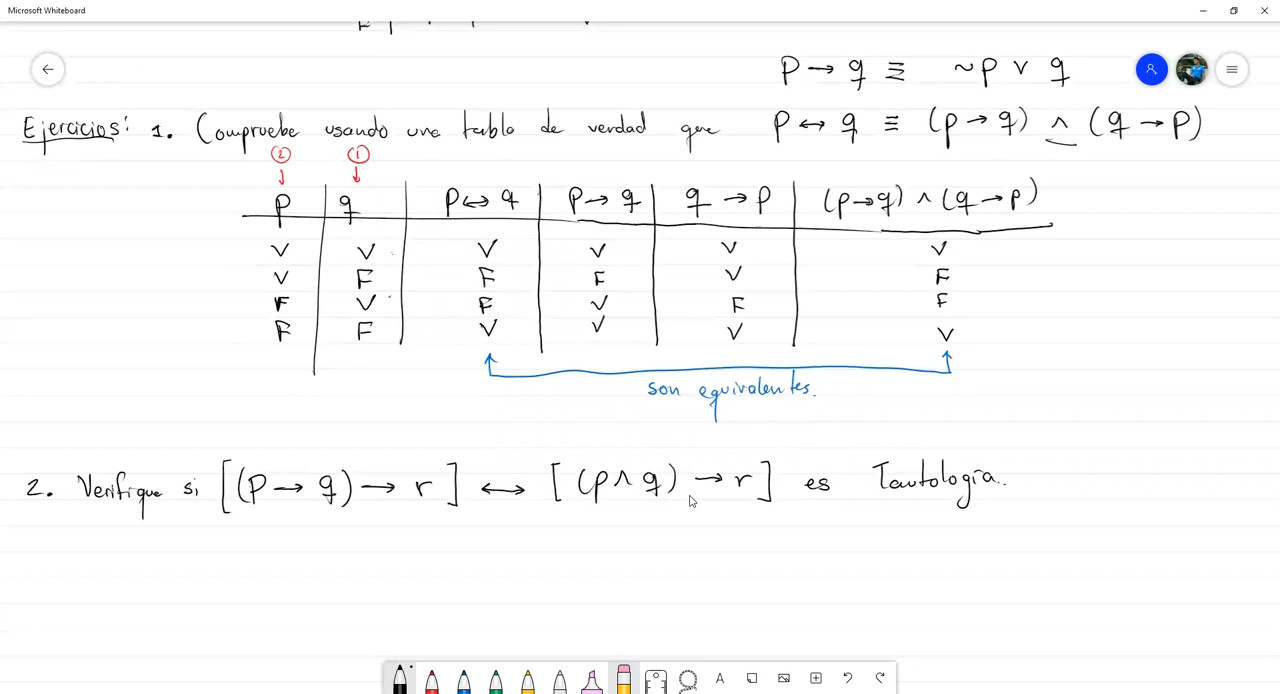 Microsoft Whiteboard
p → q ≡ ~p ∨ q
Ejercicios: 1. Compruebe usando una tabla de verdad que p ↔ q ≡ (p → q) ∧ (q → p)
② ①
p q p ↔ q p → q q → p (p → q) ∧ (q → p)
V V V V V V
V F F F V F
F V F V F F
F F V V V V
son equivalentes.
2. Verifique si [(p → q) → r] ↔ [(p ∧ q) → r] es Tautología.
A